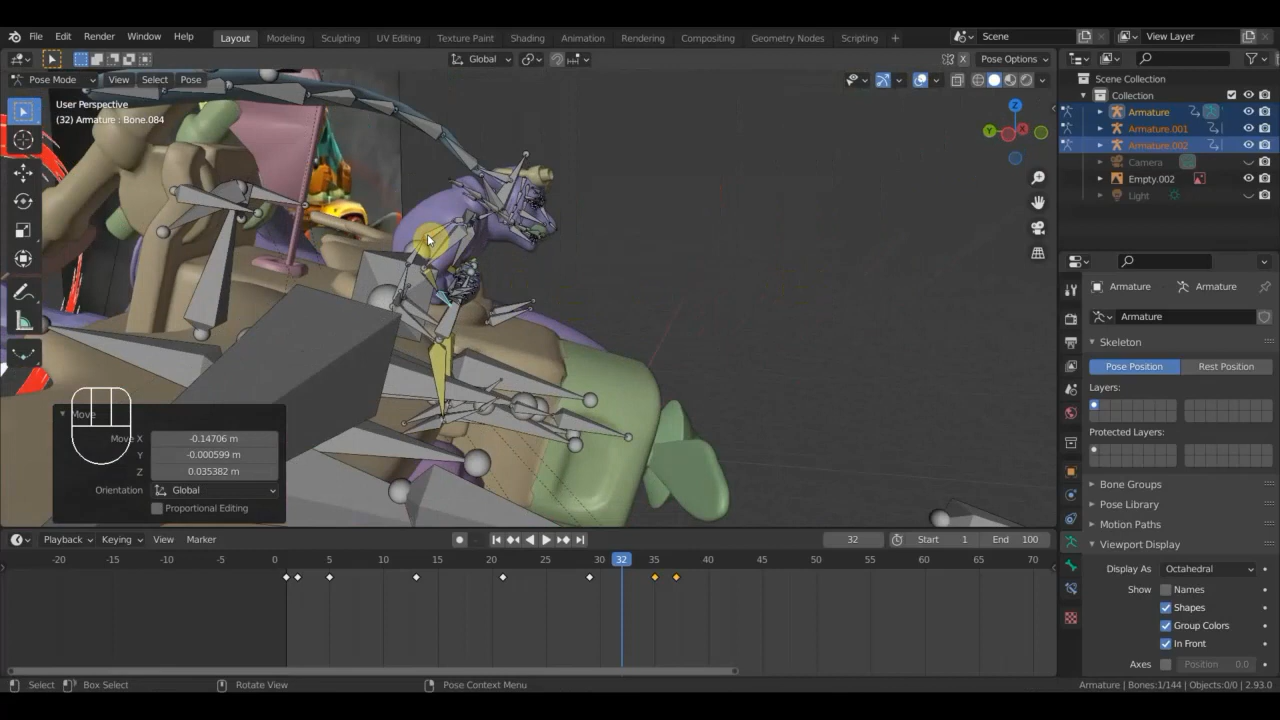 File Edit Render Window Help Layout Modeling Sculpting UV Editing Texture Paint Shading Animation Rendering Compositing Geometry Nodes Scripting + Scene View Layer
Global Pose Options
Pose Mode View Select Pose
User Perspective
(32) Armature : Bone.084
X
Y
Z
Scene Collection
Collection
Armature
Armature.001
Armature.002
Camera
Empty.002
Light
Armature Armature
Armature
Skeleton
Pose Position Rest Position
Layers:
Protected Layers:
Bone Groups
Pose Library
Motion Paths
Viewport Display
Display As Octahedral
Show Names
Shapes
Group Colors
In Front
Axes Position 0.0
Move
Move X -0.14706 m
Y -0.000599 m
Z 0.035382 m
Orientation Global
Proportional Editing
Playback Keying View Marker 32 Start 1 End 100
-20 -15 -10 -5 0 5 10 15 20 25 30 32 35 40 45 50 55 60 65 70
Select Box Select Rotate View Pose Context Menu Armature | Bones:1/144 | Objects:0/0 | 2.93.0